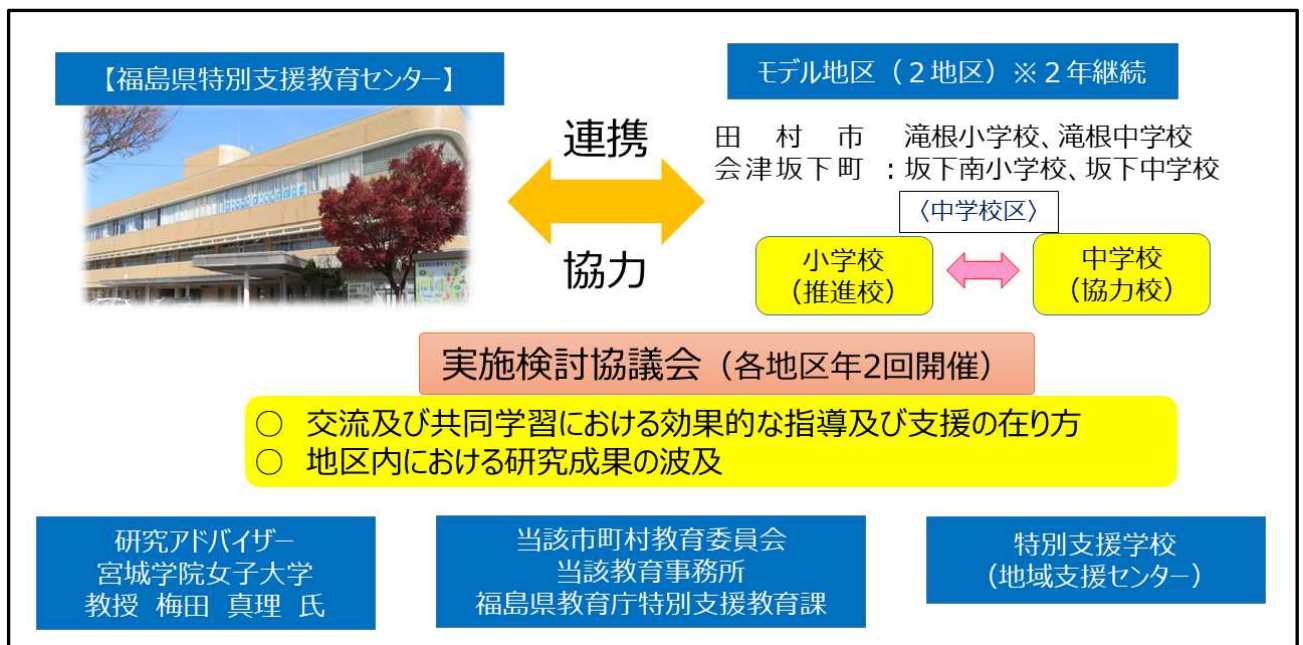 【福島県特別支援教育センター】
モデル地区（２地区）※２年継続
連携
協力
田　村　市　滝根小学校、滝根中学校
会津坂下町 ：坂下南小学校、坂下中学校
〈中学校区〉
小学校
（推進校）
中学校
（協力校）
実施検討協議会（各地区年2回開催）
○　交流及び共同学習における効果的な指導及び支援の在り方
○　地区内における研究成果の波及
研究アドバイザー
宮城学院女子大学
教授 梅田 真理 氏
当該市町村教育委員会
当該教育事務所
福島県教育庁特別支援教育課
特別支援学校
（地域支援センター）